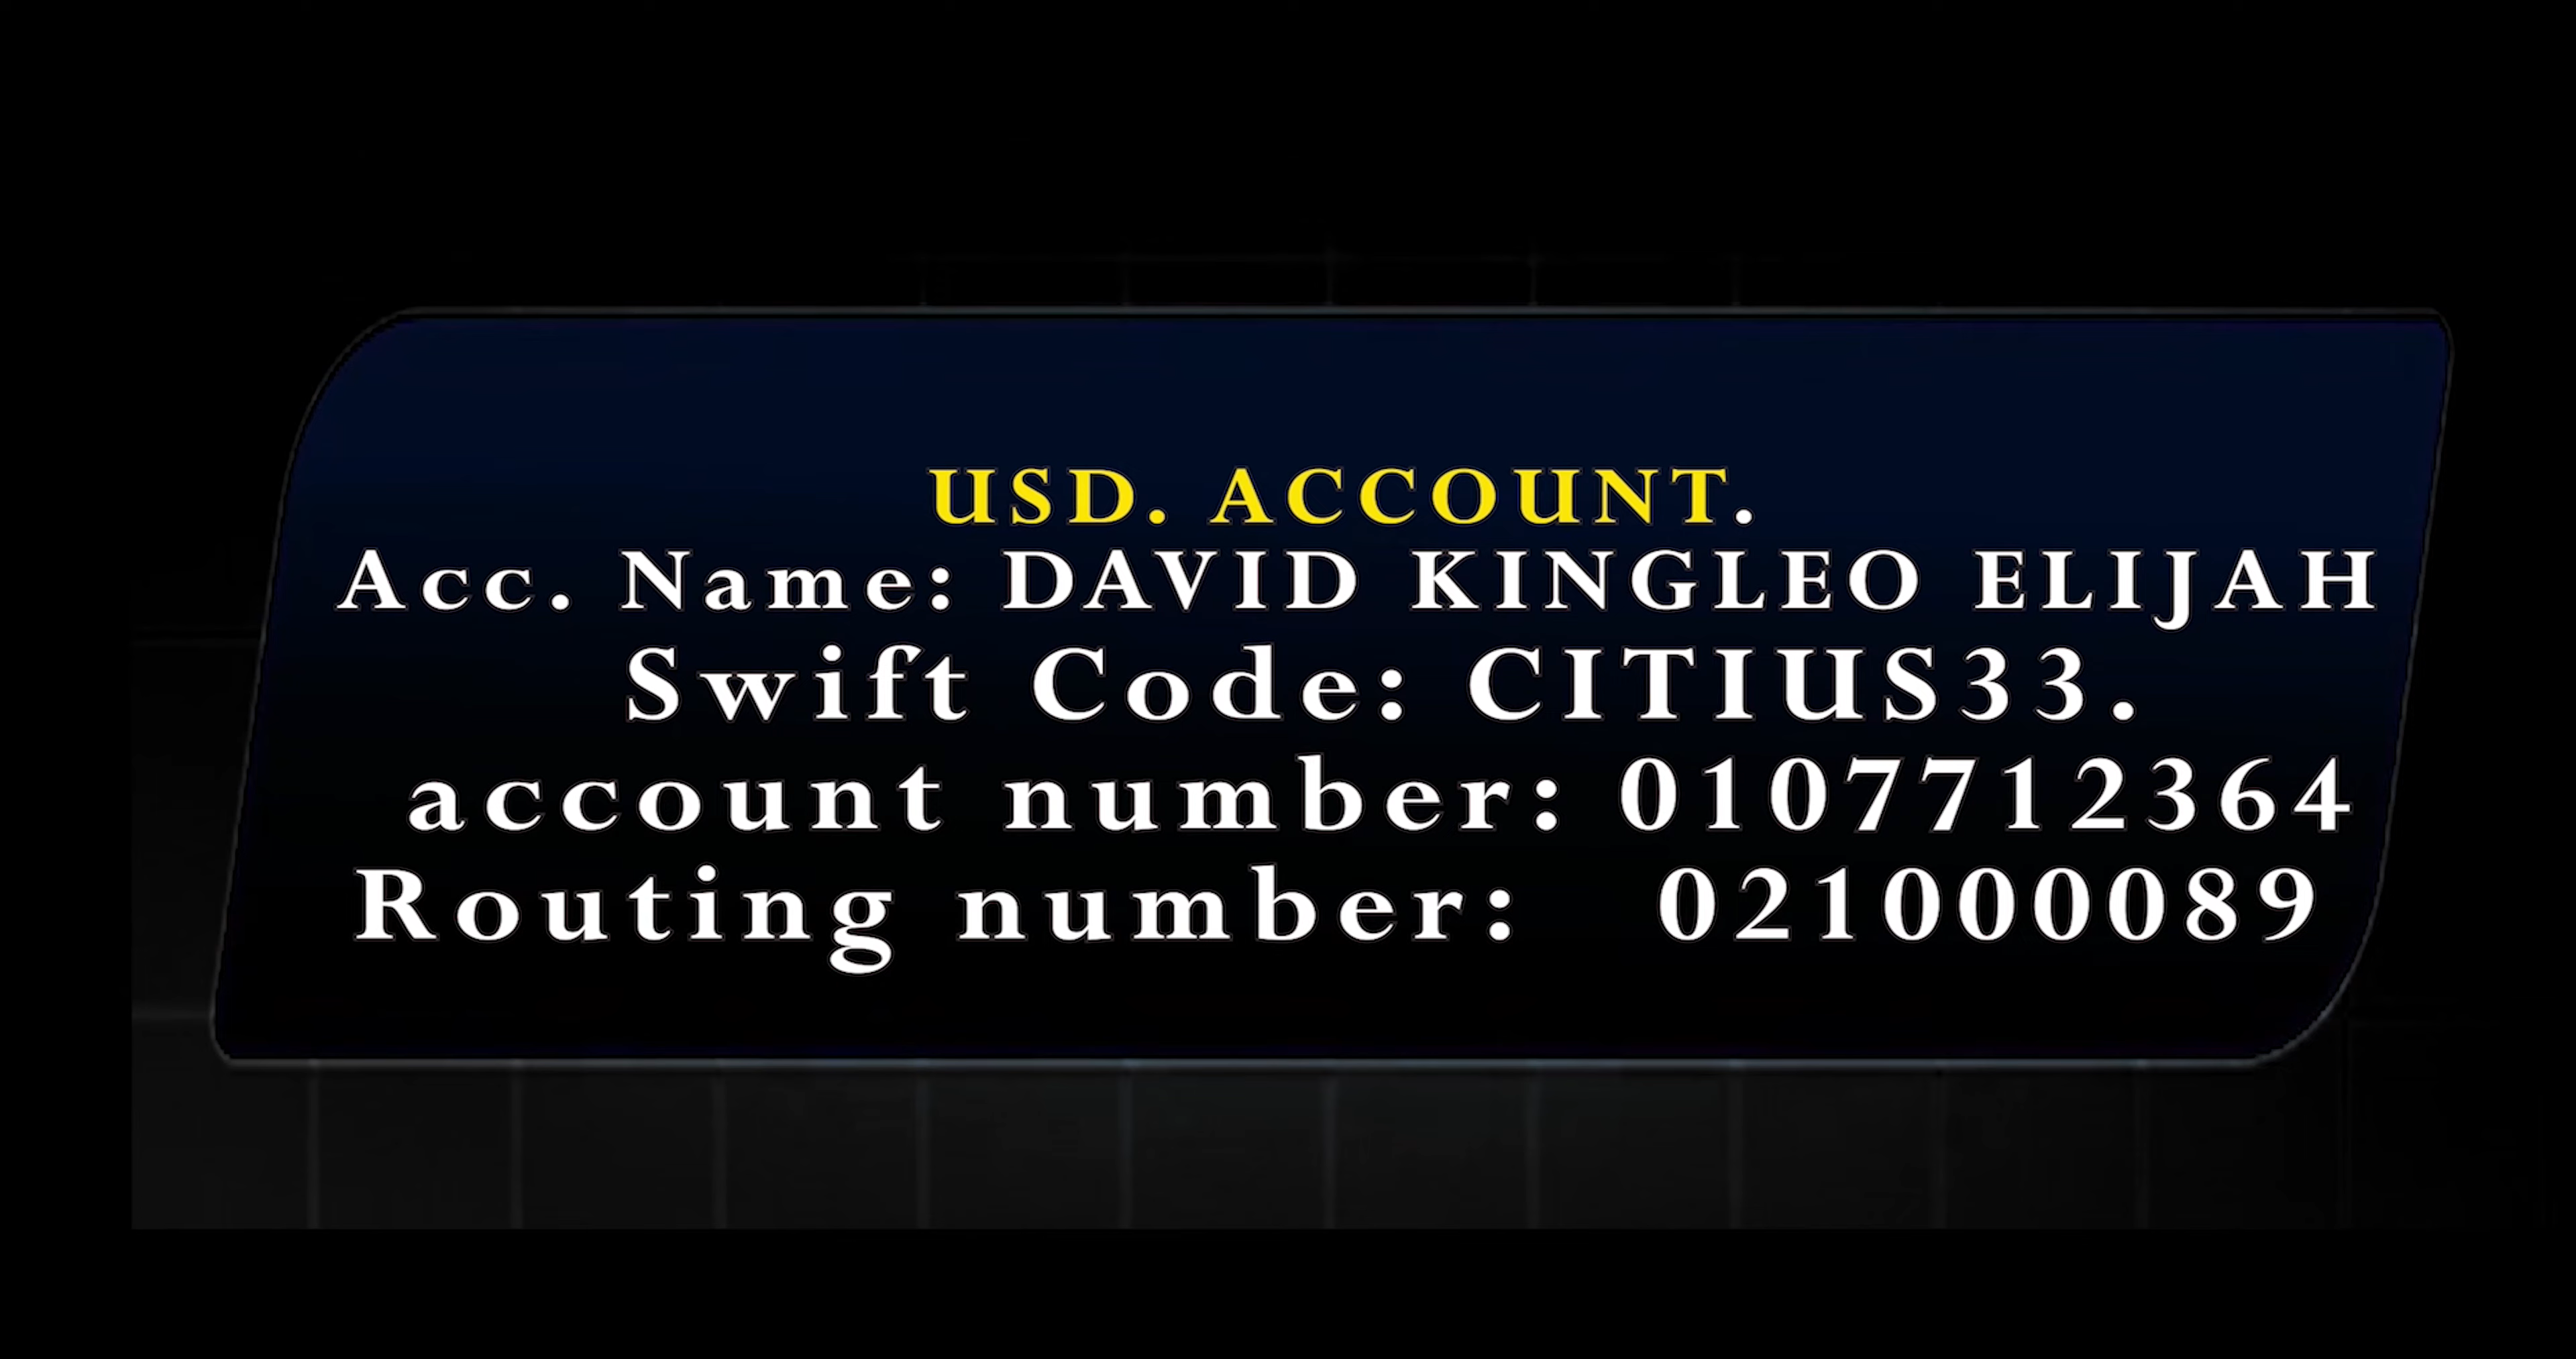 USD. ACCOUNT.
Acc. Name: DAVID KINGLEO ELIJAH
Swift Code: CITIUS33.
account number: 0107712364
Routing number: 021000089